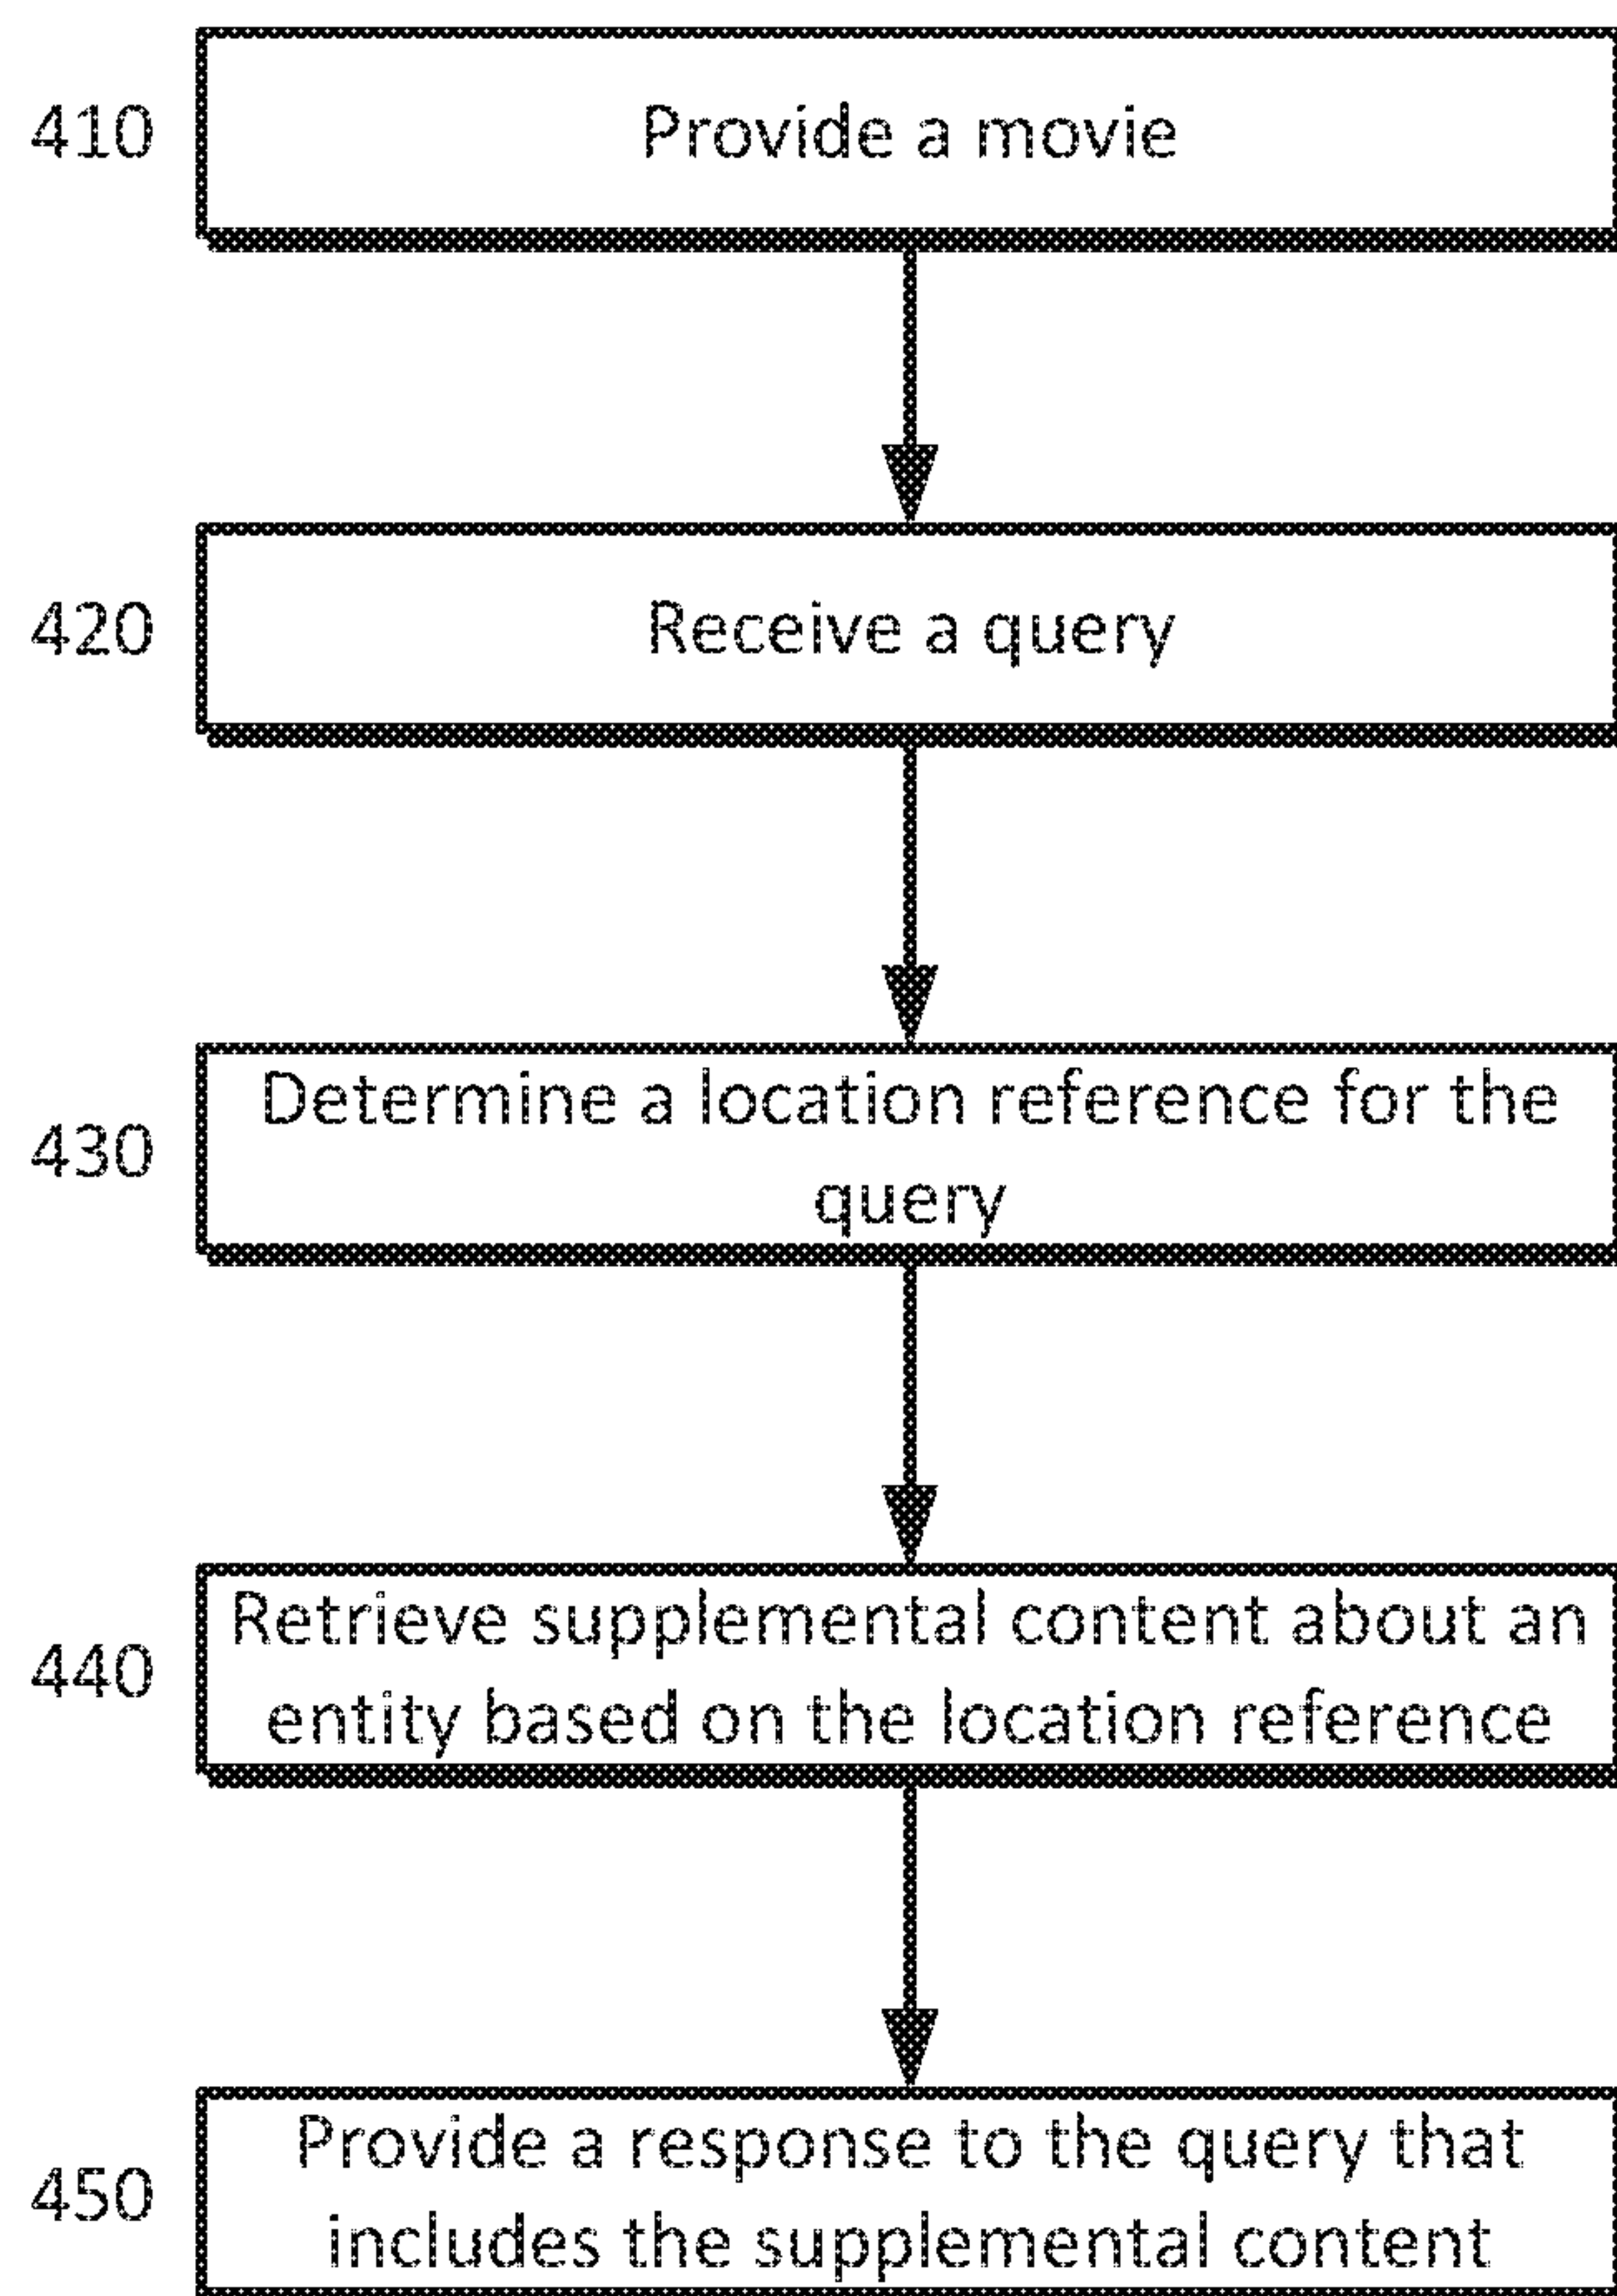 410
Provide a movie
420
Receive a query
430
Determine a location reference for the
query
440
Retrieve supplemental content about an
entity based on the location reference
450
Provide a response to the query that
includes the supplemental content